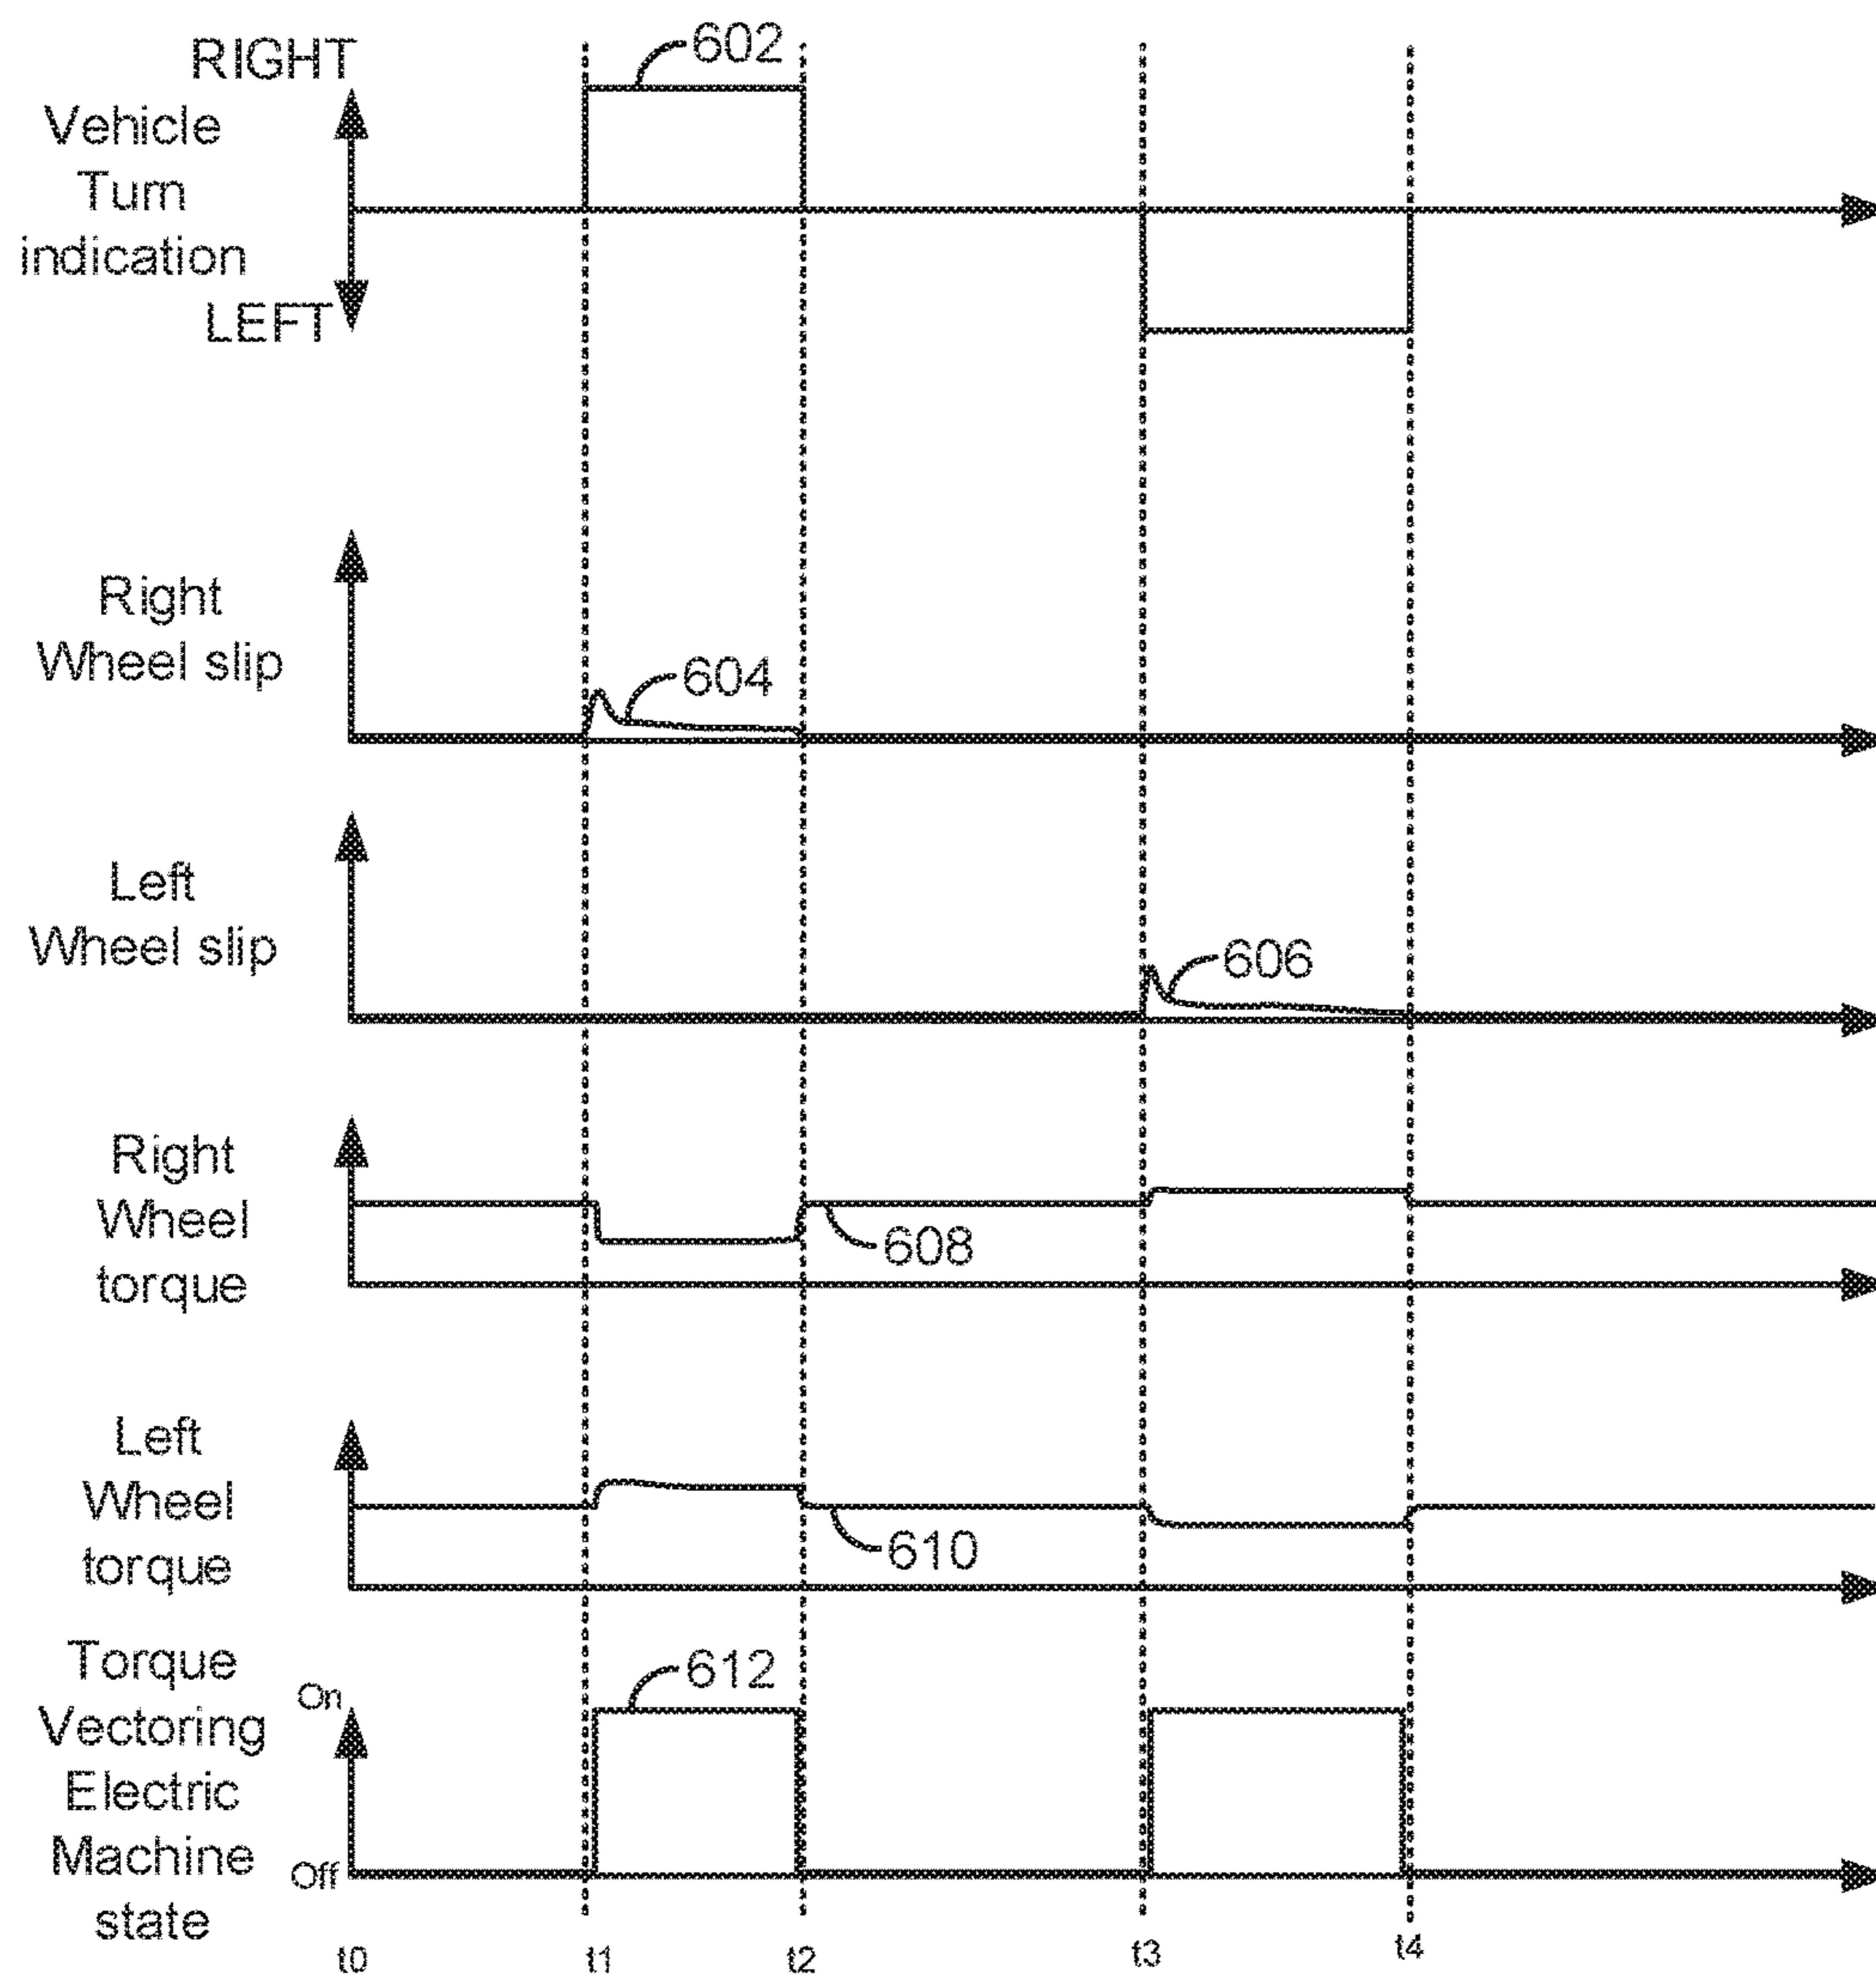 RIGHT
602
Vehicle
Turn
indication
LEFT
Right
Wheel slip
604
Left
Wheel slip
606
Right
Wheel
torque
608
Left
Wheel
torque
610
Torque
Vectoring
Electric
Machine
state
On
Off
612
t0
t1
t2
t3
t4